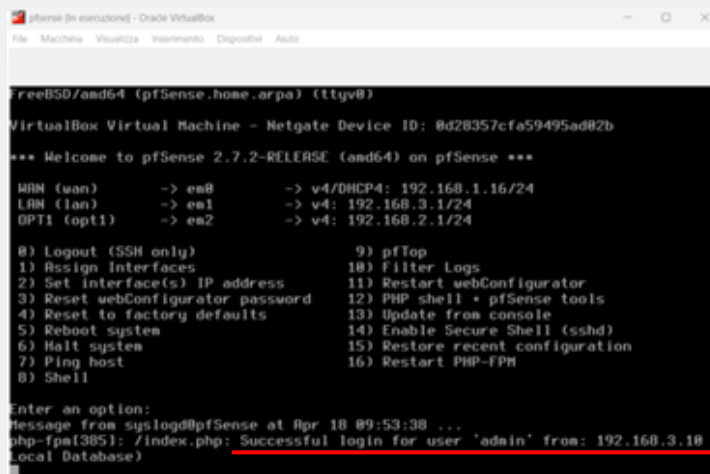 pfsense [In esecuzione] - Oracle VirtualBox
File Macchina Visualizza Inserimento Dispositivi Aiuto
FreeBSD/amd64 (pfSense.home.arpa) (ttyv0)
VirtualBox Virtual Machine - Netgate Device ID: 0d28357cfa59495ad02b
*** Welcome to pfSense 2.7.2-RELEASE (amd64) on pfSense ***
WAN (wan) -> em0 -> v4/DHCP4: 192.168.1.16/24
LAN (lan) -> em1 -> v4: 192.168.3.1/24
OPT1 (opt1) -> em2 -> v4: 192.168.2.1/24
0) Logout (SSH only) 9) pfTop
1) Assign Interfaces 10) Filter Logs
2) Set interface(s) IP address 11) Restart webConfigurator
3) Reset webConfigurator password 12) PHP shell + pfSense tools
4) Reset to factory defaults 13) Update from console
5) Reboot system 14) Enable Secure Shell (sshd)
6) Halt system 15) Restore recent configuration
7) Ping host 16) Restart PHP-FPM
8) Shell
Enter an option:
Message from syslogd@pfSense at Apr 18 09:53:38 ...
php-fpm[385]: /index.php: Successful login for user 'admin' from: 192.168.3.10
Local Database)